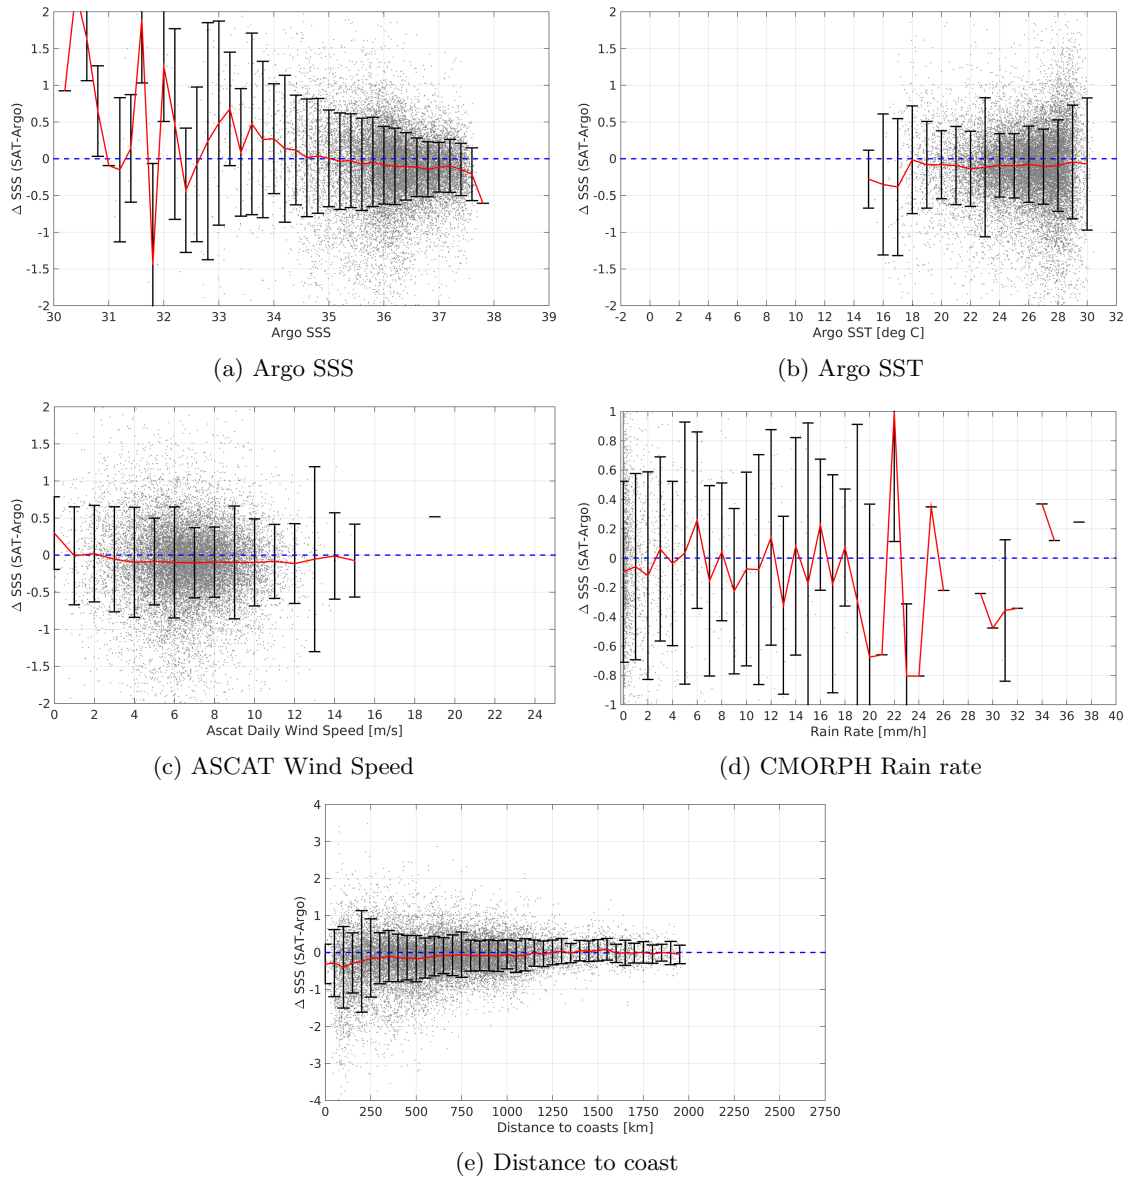 2
1.5
1
0.5
0
-0.5
-1
-1.5
-2
Δ SSS (SAT-Argo)
30 31 32 33 34 35 36 37 38 39
Argo SSS
(a) Argo SSS
2
1.5
1
0.5
0
-0.5
-1
-1.5
-2
Δ SSS (SAT-Argo)
-2 0 2 4 6 8 10 12 14 16 18 20 22 24 26 28 30 32
Argo SST [deg C]
(b) Argo SST
2
1.5
1
0.5
0
-0.5
-1
-1.5
-2
Δ SSS (SAT-Argo)
0 2 4 6 8 10 12 14 16 18 20 22 24
Ascat Daily Wind Speed [m/s]
(c) ASCAT Wind Speed
1
0.8
0.6
0.4
0.2
0
-0.2
-0.4
-0.6
-0.8
-1
Δ SSS (SAT-Argo)
0 2 4 6 8 10 12 14 16 18 20 22 24 26 28 30 32 34 36 38 40
Rain Rate [mm/h]
(d) CMORPH Rain rate
4
3
2
1
0
-1
-2
-3
-4
Δ SSS (SAT-Argo)
0 250 500 750 1000 1250 1500 1750 2000 2250 2500 2750
Distance to coasts [km]
(e) Distance to coast